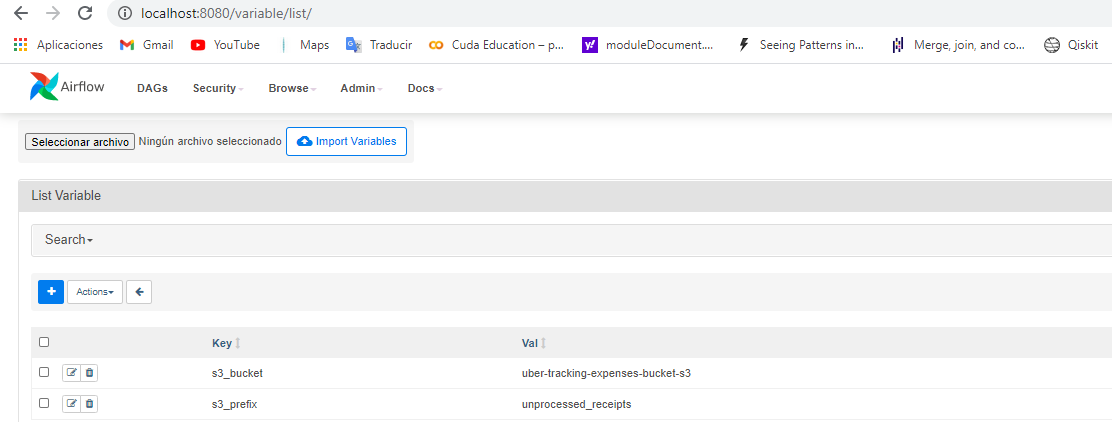 localhost:8080/variable/list/
Aplicaciones Gmail YouTube Maps Traducir Cuda Education – p... moduleDocument.... Seeing Patterns in... Merge, join, and co... Qiskit
Airflow DAGs Security Browse Admin Docs
Seleccionar archivo Ningún archivo seleccionado Import Variables
List Variable
Search
Actions
Key Val
s3_bucket uber-tracking-expenses-bucket-s3
s3_prefix unprocessed_receipts